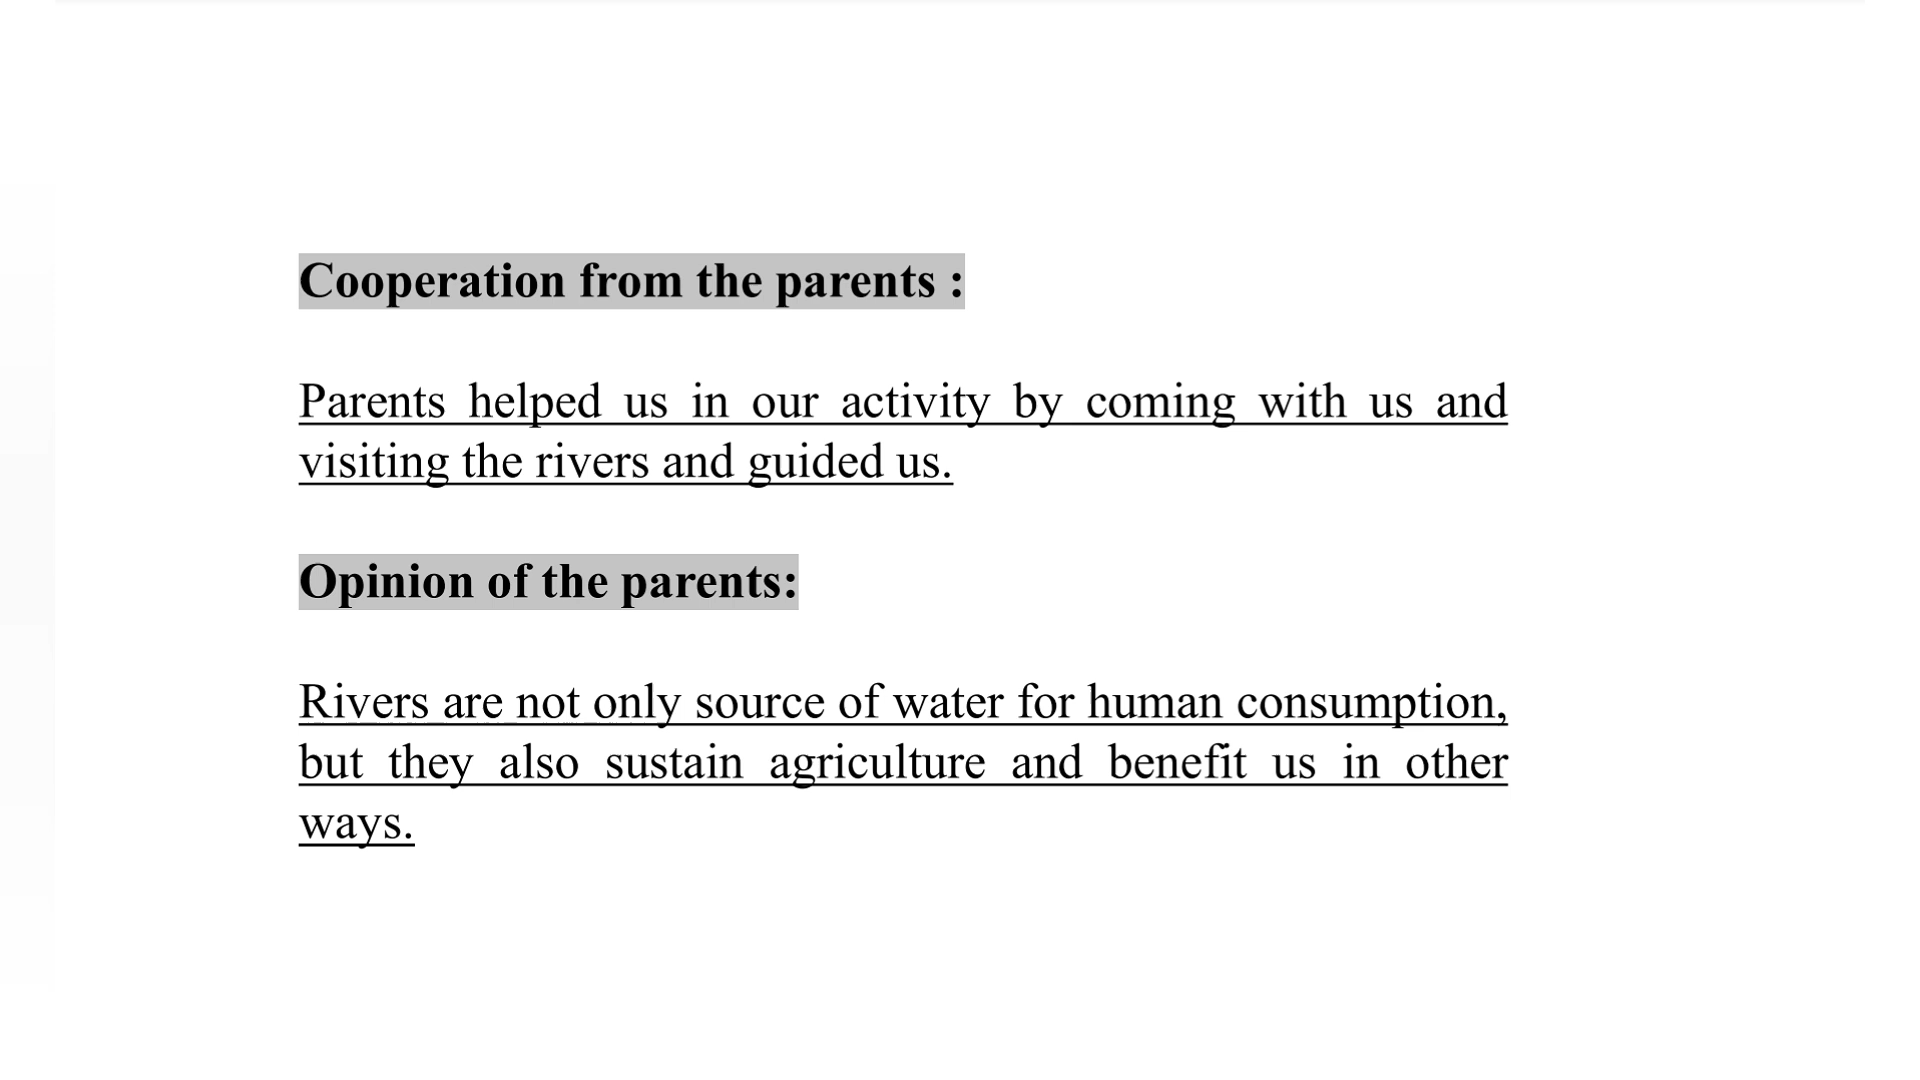 Cooperation from the parents :
Parents helped us in our activity by coming with us and
visiting the rivers and guided us.
Opinion of the parents:
Rivers are not only source of water for human consumption,
but they also sustain agriculture and benefit us in other
ways.